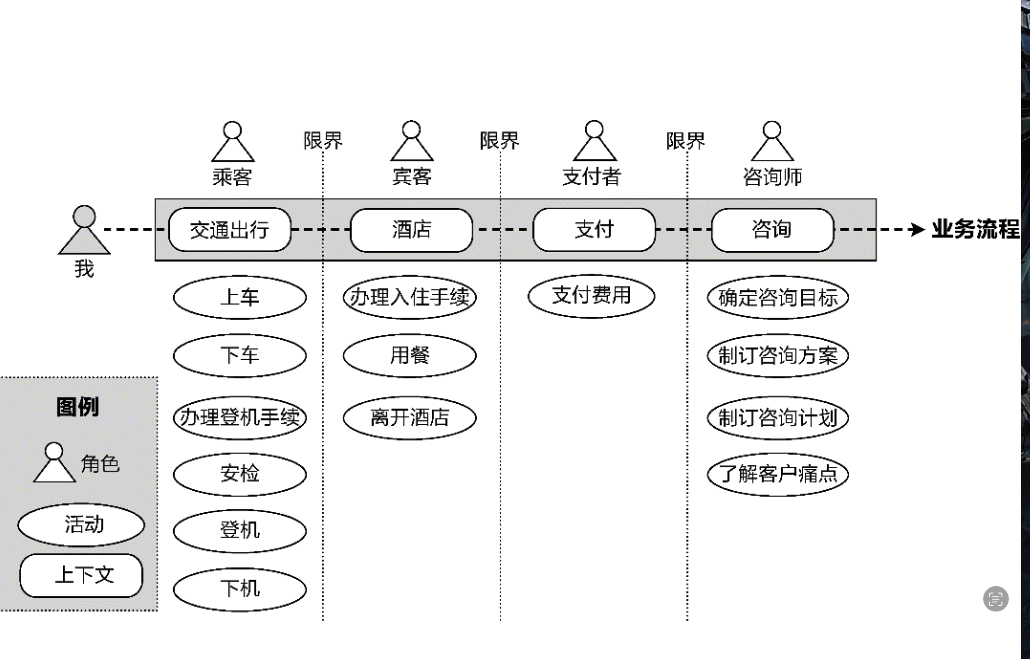 限界
限界
限界
乘客
宾客
支付者
咨询师
交通出行
酒店
支付
咨询
业务流程
我
上车
办理入住手续
支付费用
确定咨询目标
下车
用餐
制订咨询方案
办理登机手续
离开酒店
制订咨询计划
安检
了解客户痛点
登机
下机
图例
角色
活动
上下文